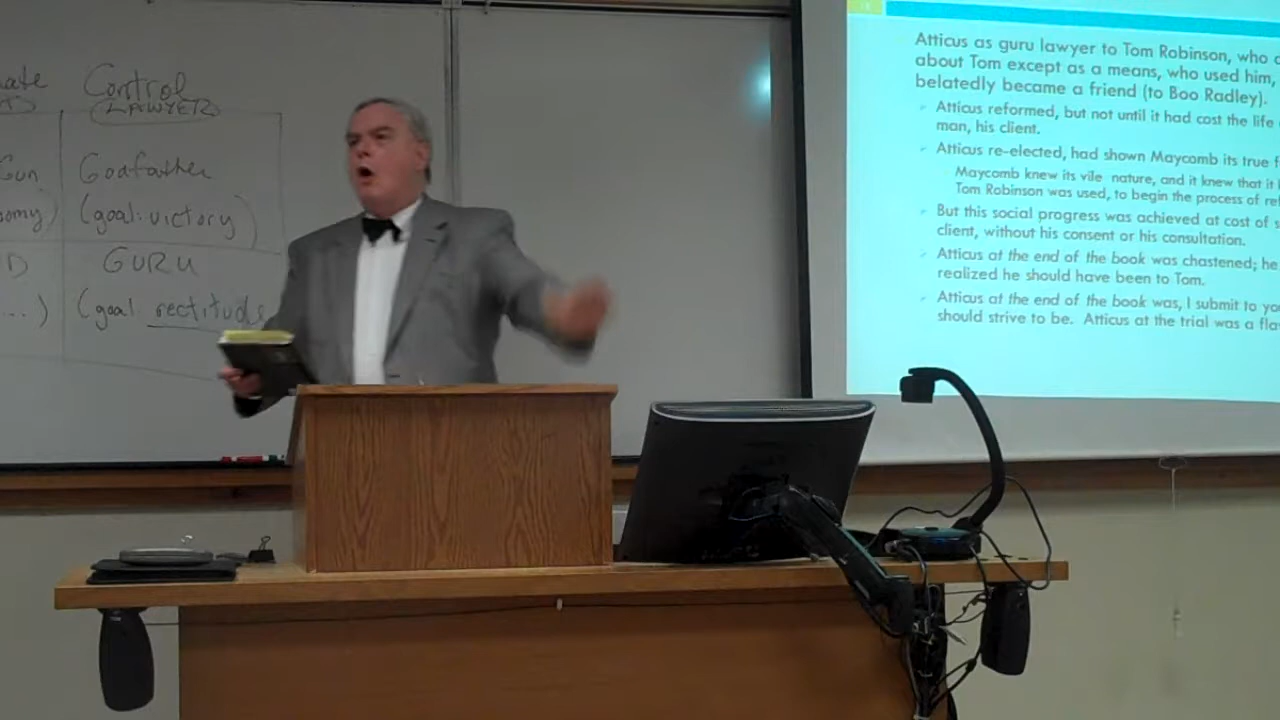 ate Control
LAWYER
Gun Godfather
omy) (goal: victory)
D GURU
...) (goal rectitude
Atticus as guru lawyer to Tom Robinson, who
about Tom except as a means, who used him,
belatedly became a friend (to Boo Radley).
Atticus reformed, but not until it had cost the life
man, his client.
Atticus re-elected, had shown Maycomb its true
Maycomb knew its vile nature, and it knew that it
Tom Robinson was used, to begin the process of
But this social progress was achieved at cost of
client, without his consent or his consultation.
Atticus at the end of the book was chastened; he
realized he should have been to Tom.
Atticus at the end of the book was, I submit to
should strive to be. Atticus at the trial was a